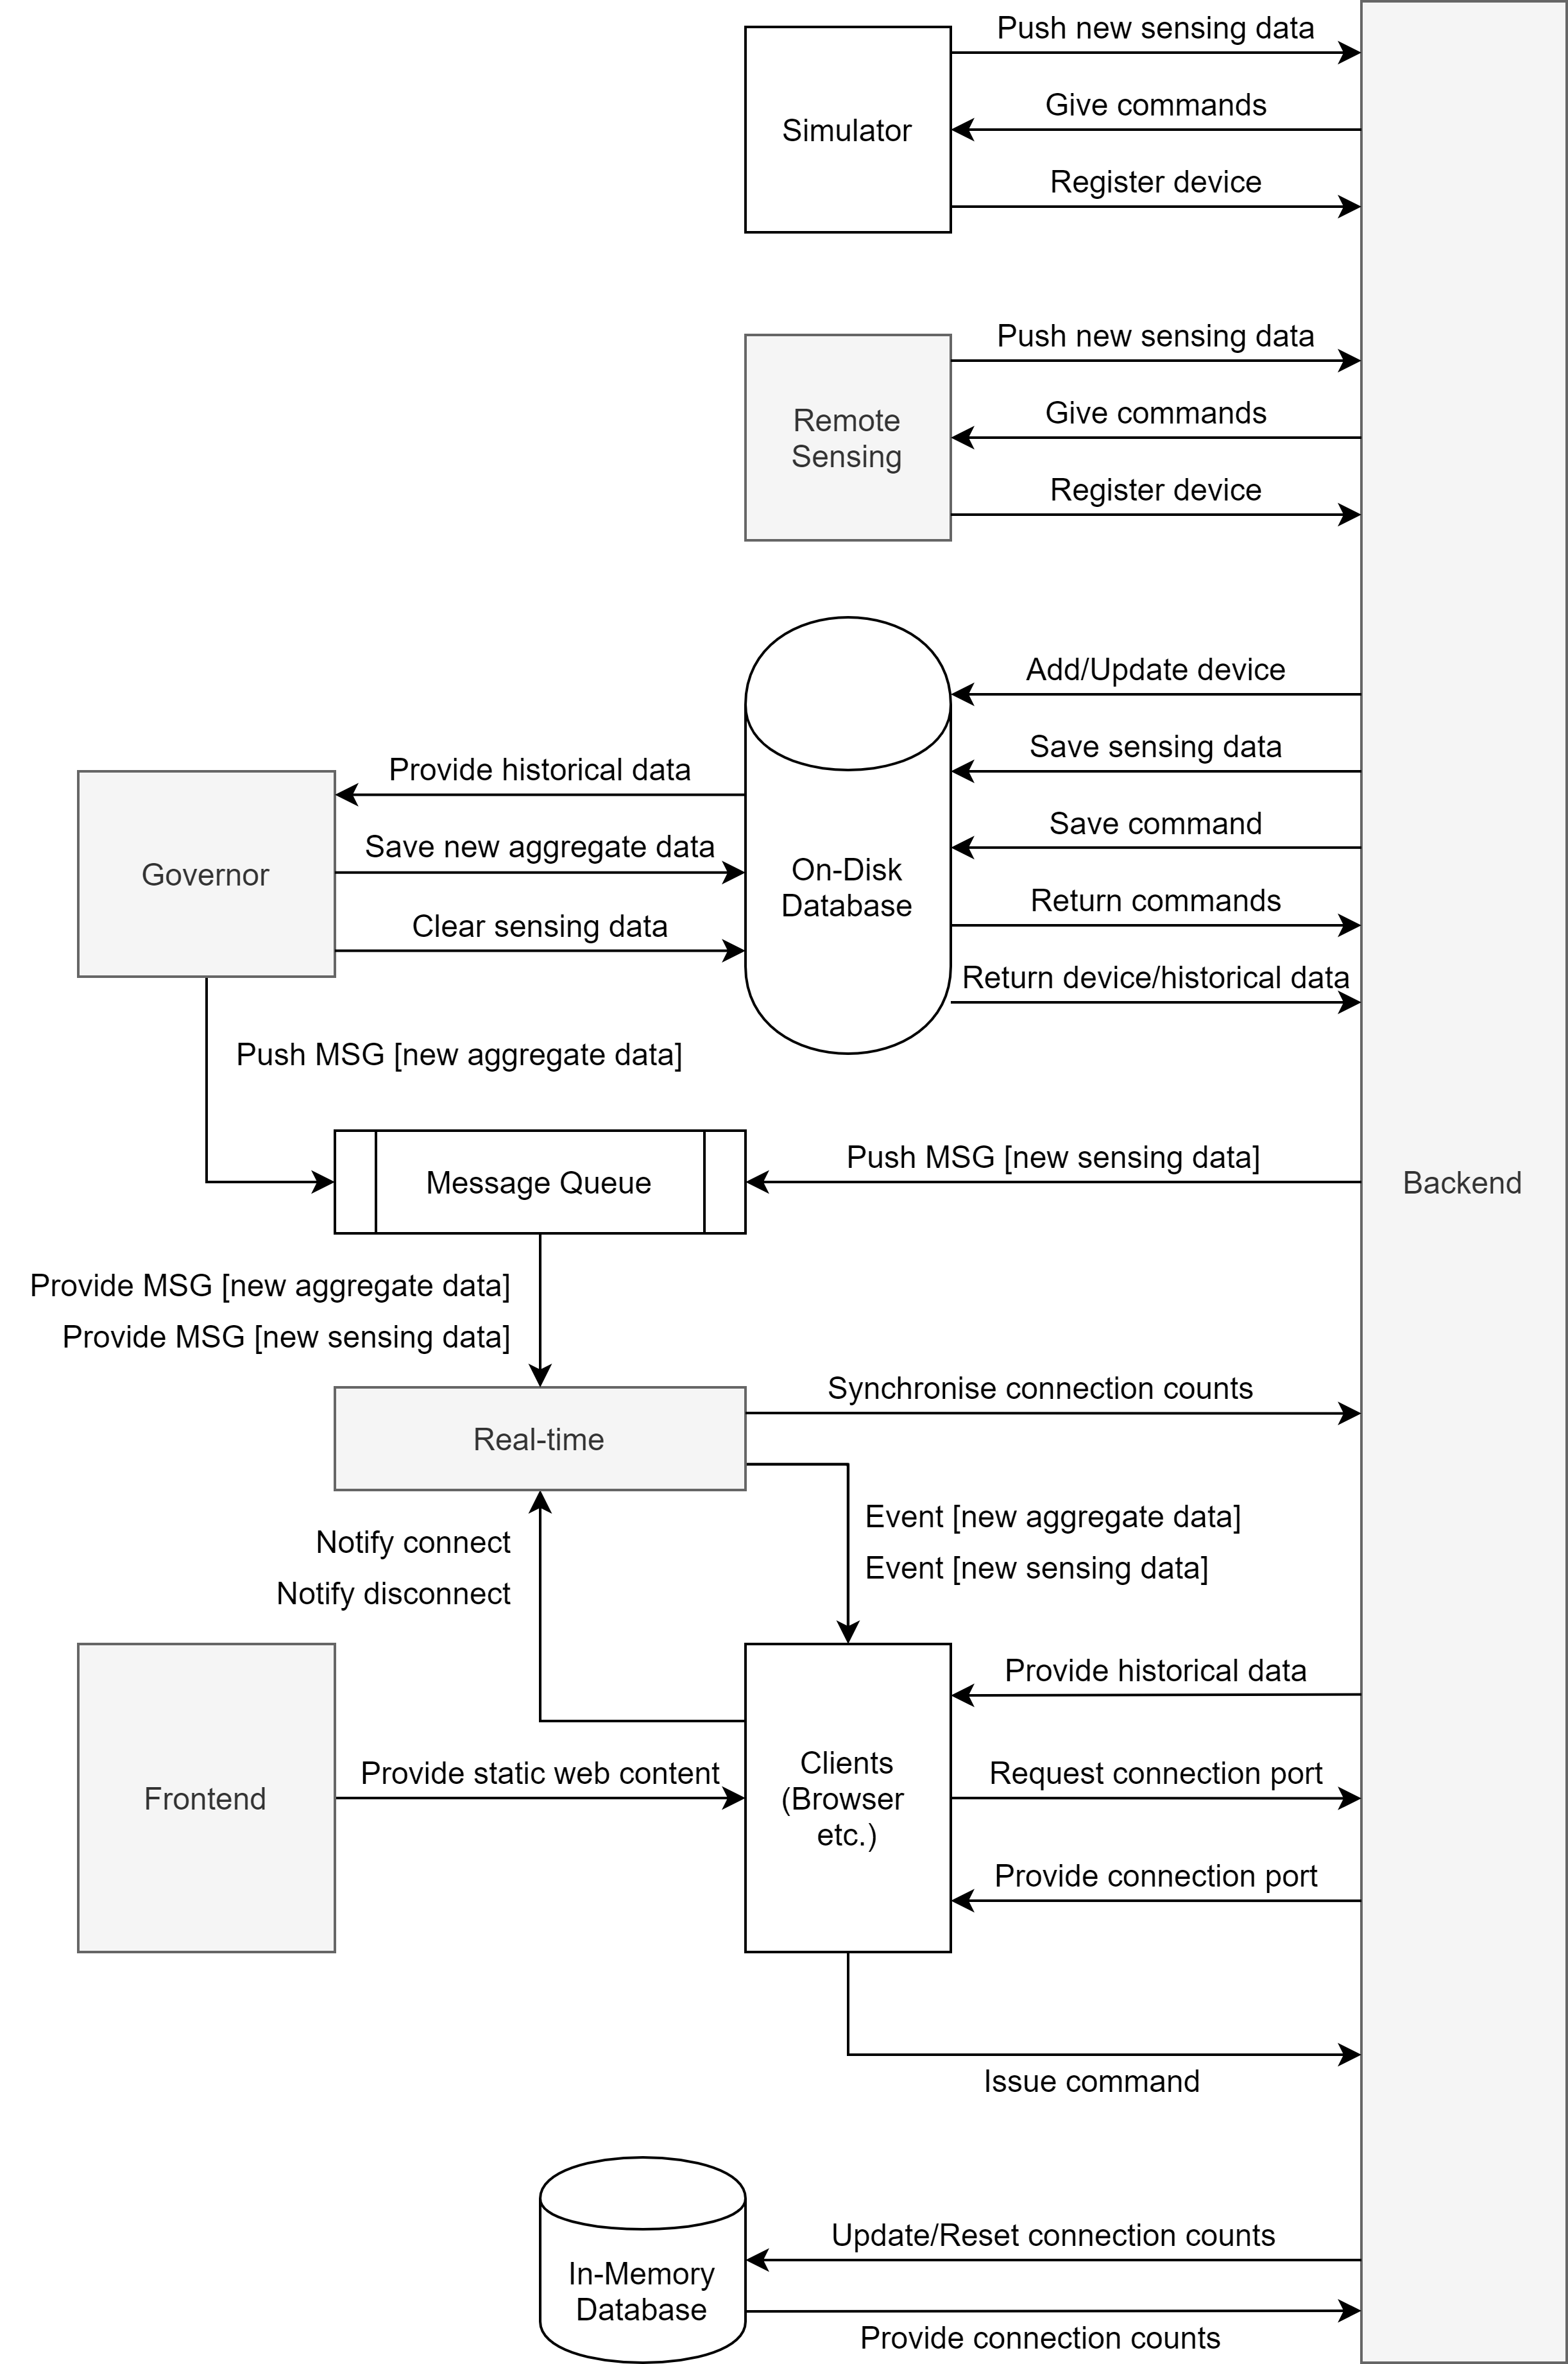 Push new sensing data
Give commands
Simulator
Register device
Push new sensing data
Give commands
Remote
Sensing
Register device
Add/Update device
Save sensing data
Provide historical data
Save command
Save new aggregate data
Governor
On-Disk
Database
Return commands
Clear sensing data
Return device/historical data
Push MSG [new aggregate data]
Push MSG [new sensing data]
Message Queue
Backend
Provide MSG [new aggregate data]
Provide MSG [new sensing data]
Synchronise connection counts
Real-time
Event [new aggregate data]
Event [new sensing data]
Notify connect
Notify disconnect
Provide historical data
Frontend
Provide static web content
Clients
(Browser
etc.)
Request connection port
Provide connection port
Issue command
Update/Reset connection counts
In-Memory
Database
Provide connection counts